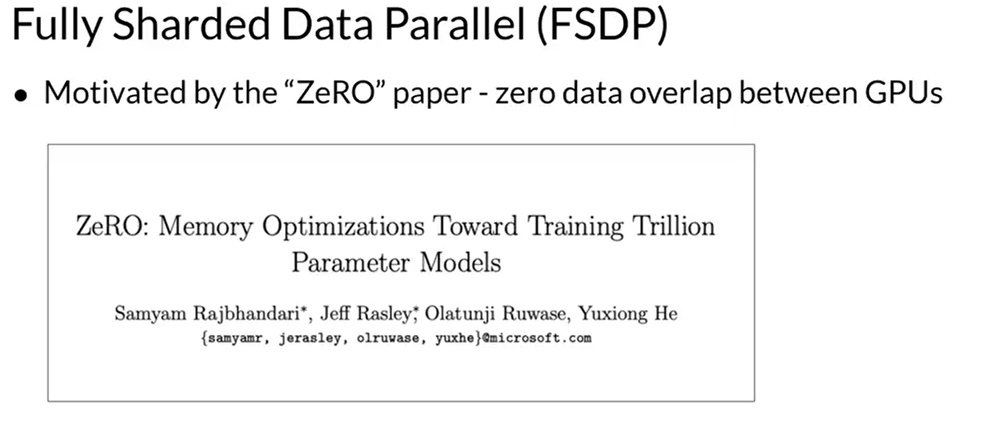 Fully Sharded Data Parallel (FSDP)
• Motivated by the “ZeRO” paper - zero data overlap between GPUs
ZeRO: Memory Optimizations Toward Training Trillion
Parameter Models
Samyam Rajbhandari*, Jeff Rasley*, Olatunji Ruwase, Yuxiong He
{samyamr, jerasley, olruwase, yuxhe}@microsoft.com